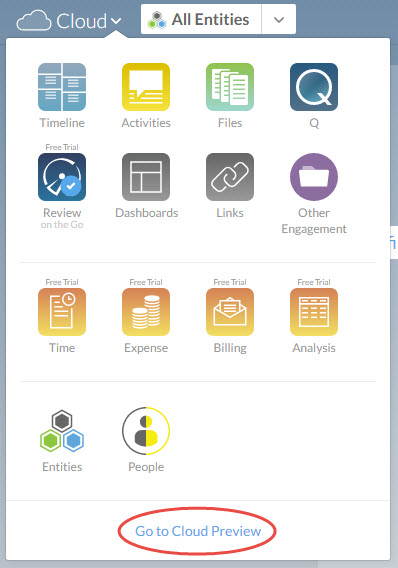 Cloud
All Entities
Timeline Activities Files Q
Free Trial
Review Dashboards Links Other
on the Go Engagement
Free Trial Free Trial Free Trial Free Trial
Time Expense Billing Analysis
Entities People
Go to Cloud Preview